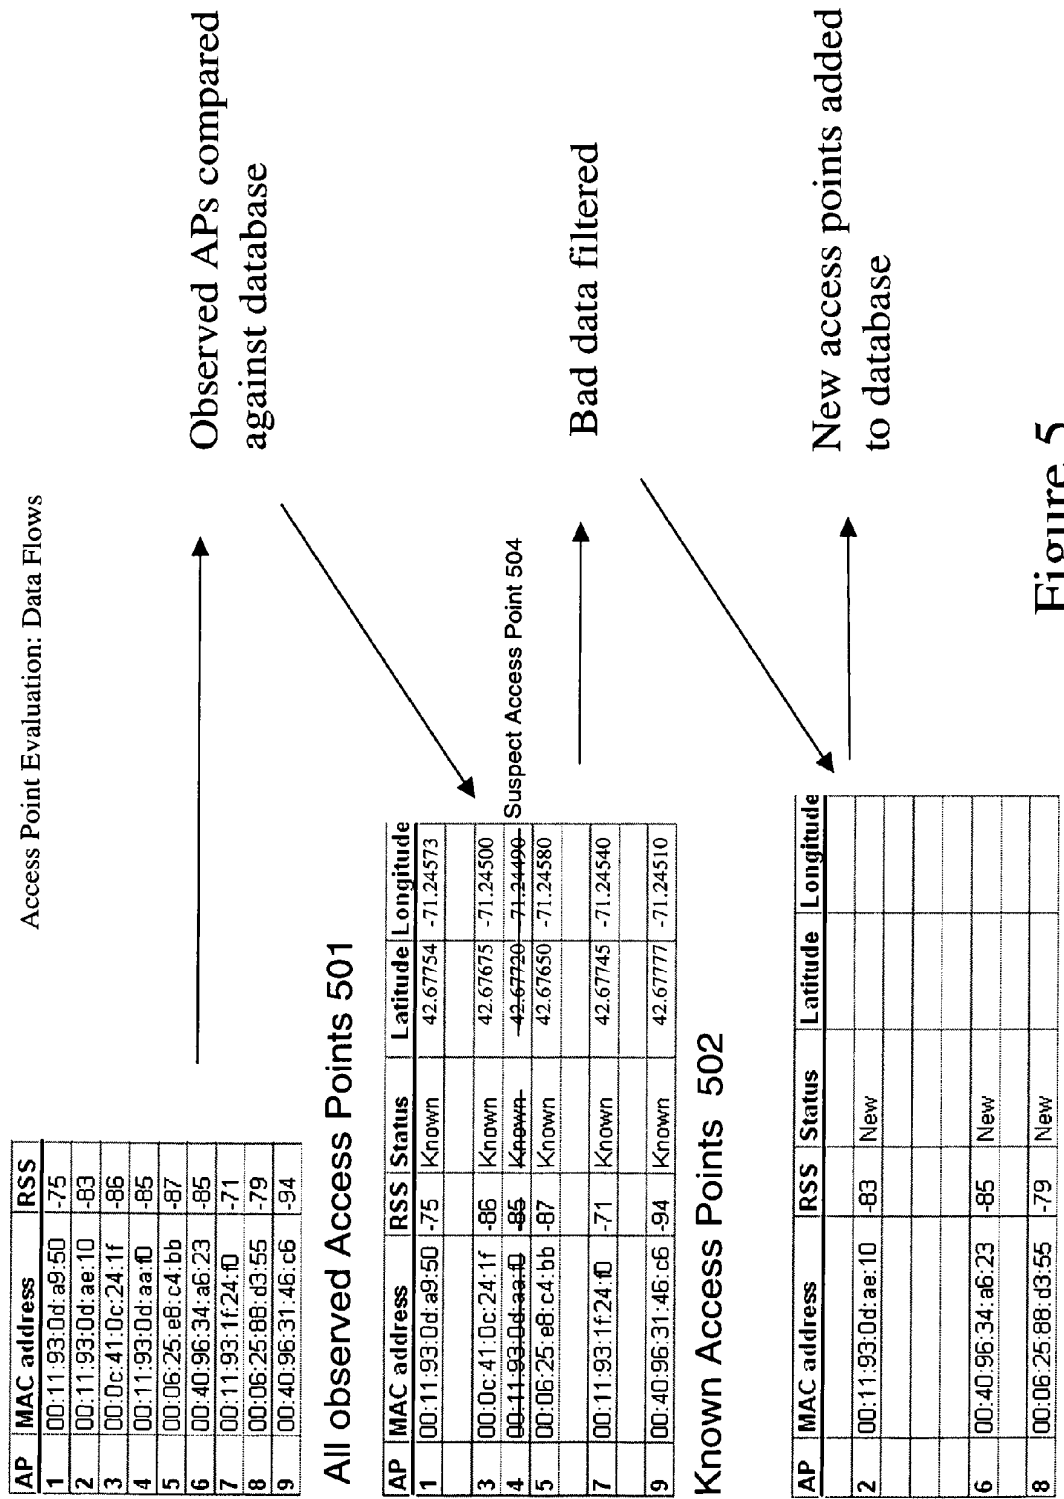 Access Point Evaluation: Data Flows
AP MAC address RSS
1 00:11:93:0d:a9:50 -75
2 00:11:93:0d:ae:10 -83
3 00:0c:41:0c:24:1f -86
4 00:11:93:0d:aa:f0 -85
5 00:06:25:e8:c4:bb -87
6 00:40:96:34:a6:23 -85
7 00:11:93:1f:24:f0 -71
8 00:06:25:88:d3:55 -79
9 00:40:96:31:46:c6 -94
Observed APs compared
against database
All observed Access Points 501
AP MAC address RSS Status Latitude Longitude
1 00:11:93:0d:a9:50 -75 Known 42.67754 -71.24573
3 00:0c:41:0c:24:1f -86 Known 42.67675 -71.24500
4 00:11:93:0d:aa:f0 -85 Known 42.67720 -71.24490 Suspect Access Point 504
5 00:06:25:e8:c4:bb -87 Known 42.67650 -71.24580
7 00:11:93:1f:24:f0 -71 Known 42.67745 -71.24540
9 00:40:96:31:46:c6 -94 Known 42.67777 -71.24510
Bad data filtered
Known Access Points 502
AP MAC address RSS Status Latitude Longitude
2 00:11:93:0d:ae:10 -83 New
6 00:40:96:34:a6:23 -85 New
8 00:06:25:88:d3:55 -79 New
New access points added
to database
Figure 5